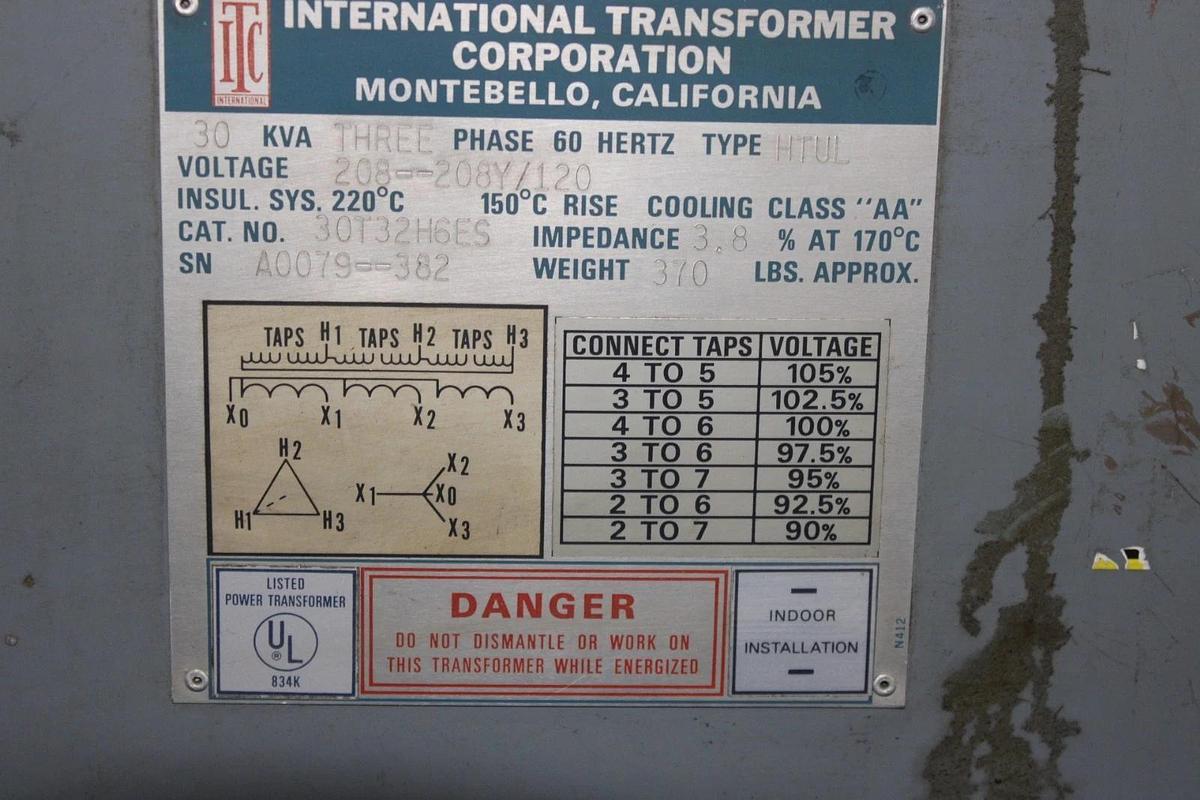 ITC
INTERNATIONAL
INTERNATIONAL TRANSFORMER
CORPORATION
MONTEBELLO, CALIFORNIA
30 KVA THREE PHASE 60 HERTZ TYPE HTUL
VOLTAGE 208--208Y/120
INSUL. SYS. 220°C 150°C RISE COOLING CLASS "AA"
CAT. NO. 30T32H6ES IMPEDANCE 3.8 % AT 170°C
SN A0079--382 WEIGHT 370 LBS. APPROX.
TAPS H1 TAPS H2 TAPS H3
X0 X1 X2 X3
H2
H1 H3
X2
X1 X0
X3
CONNECT TAPS VOLTAGE
4 TO 5 105%
3 TO 5 102.5%
4 TO 6 100%
3 TO 6 97.5%
3 TO 7 95%
2 TO 6 92.5%
2 TO 7 90%
LISTED
POWER TRANSFORMER
UL ®
834K
DANGER
DO NOT DISMANTLE OR WORK ON
THIS TRANSFORMER WHILE ENERGIZED
INDOOR
INSTALLATION
N412